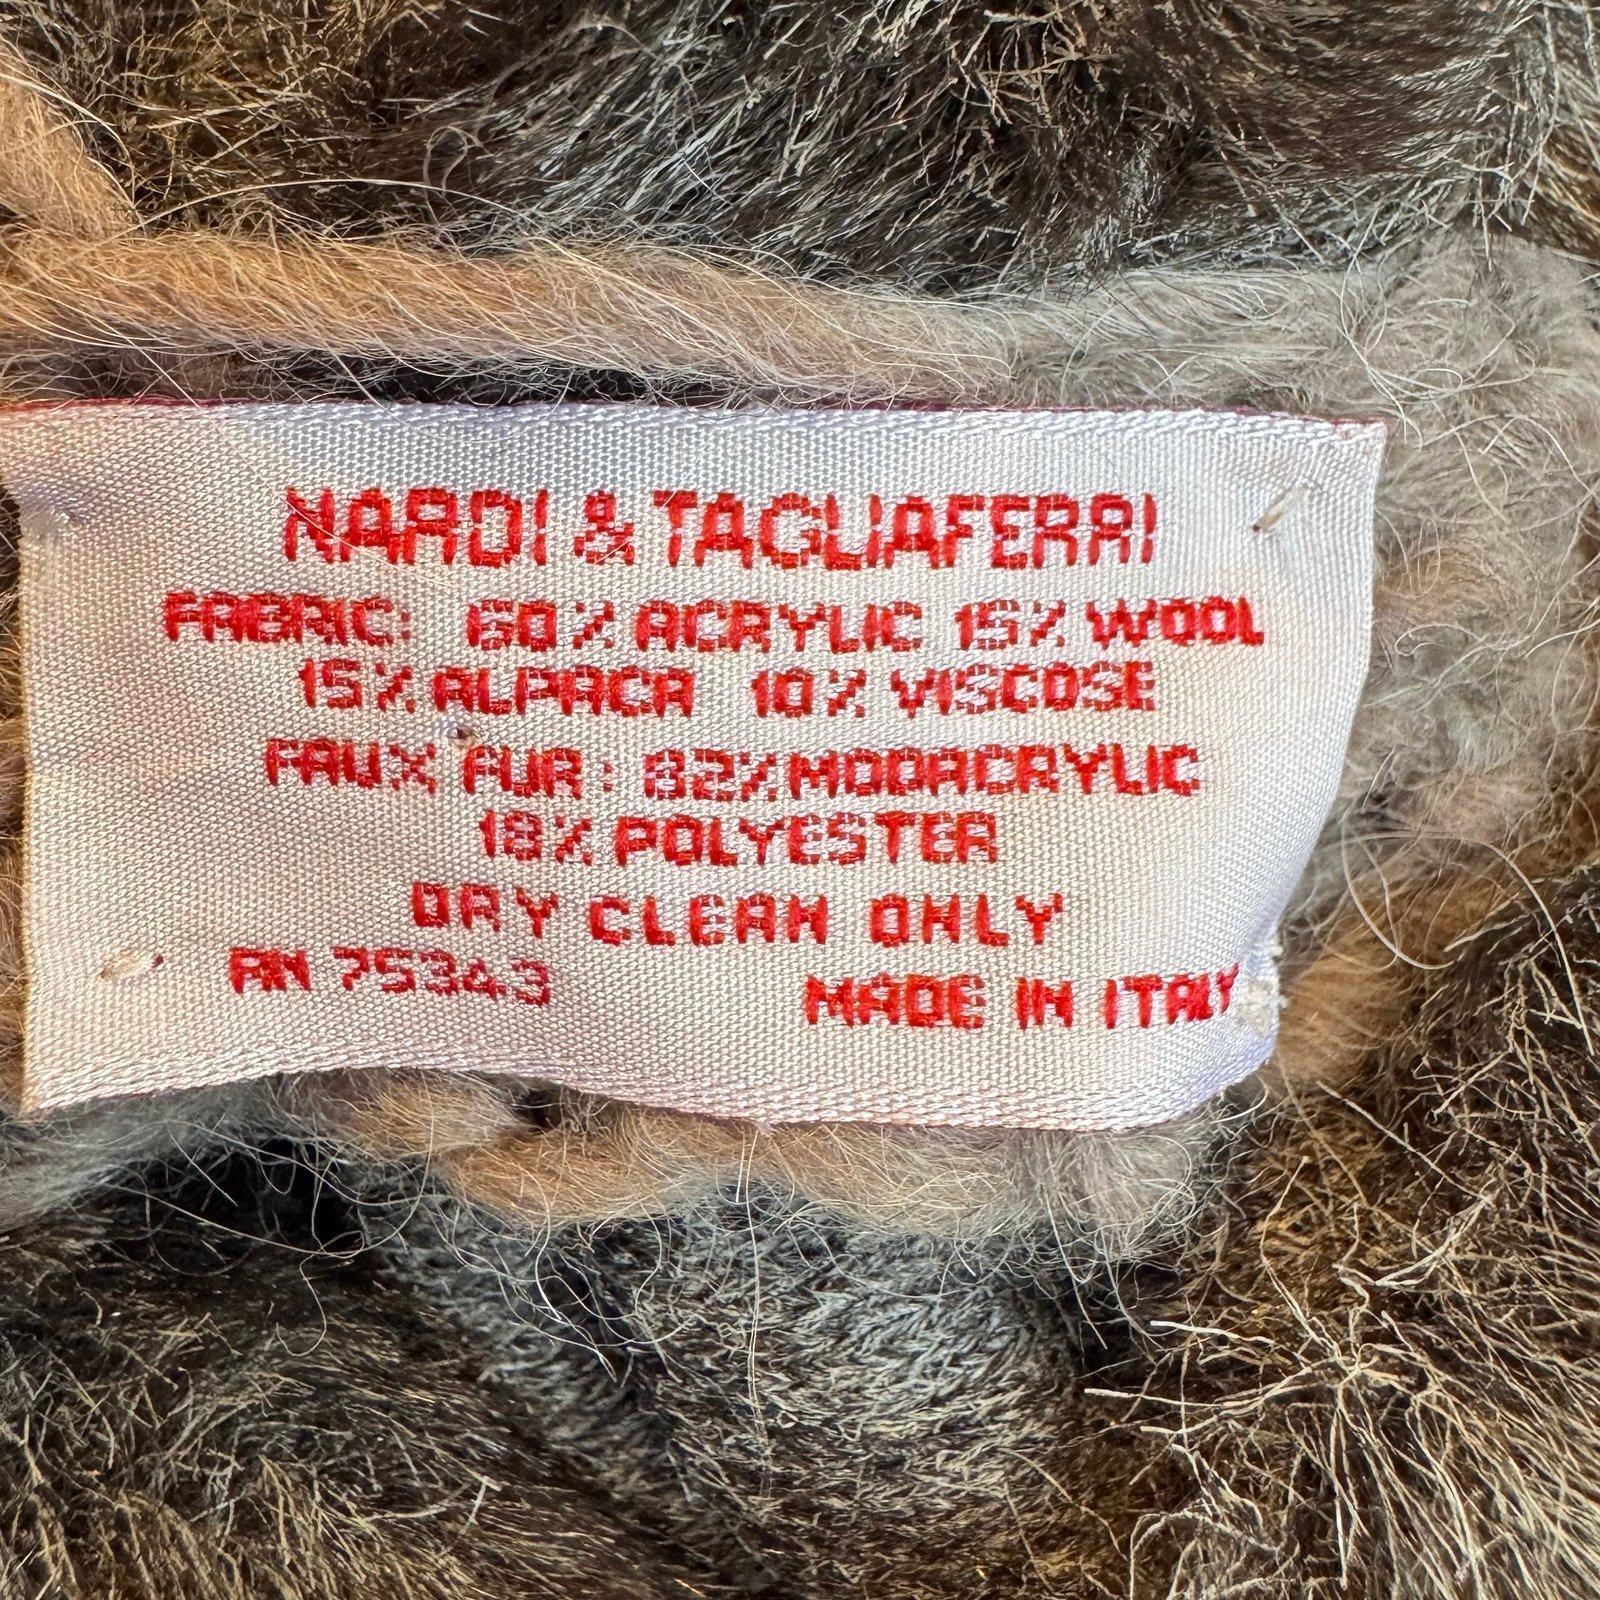 NARDI & TAGLIAFERRI
FABRIC: 60% ACRYLIC 15% WOOL
15% ALPACA 10% VISCOSE
FAUX FUR: 82% MODACRYLIC
18% POLYESTER
DRY CLEAN ONLY
RN 75343
MADE IN ITALY